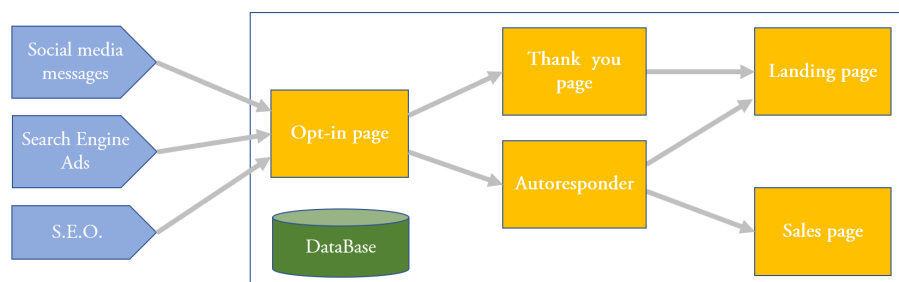 Social media
messages
Search Engine
Ads
S.E.O.
Opt-in page
DataBase
Thank you
page
Autoresponder
Landing page
Sales page